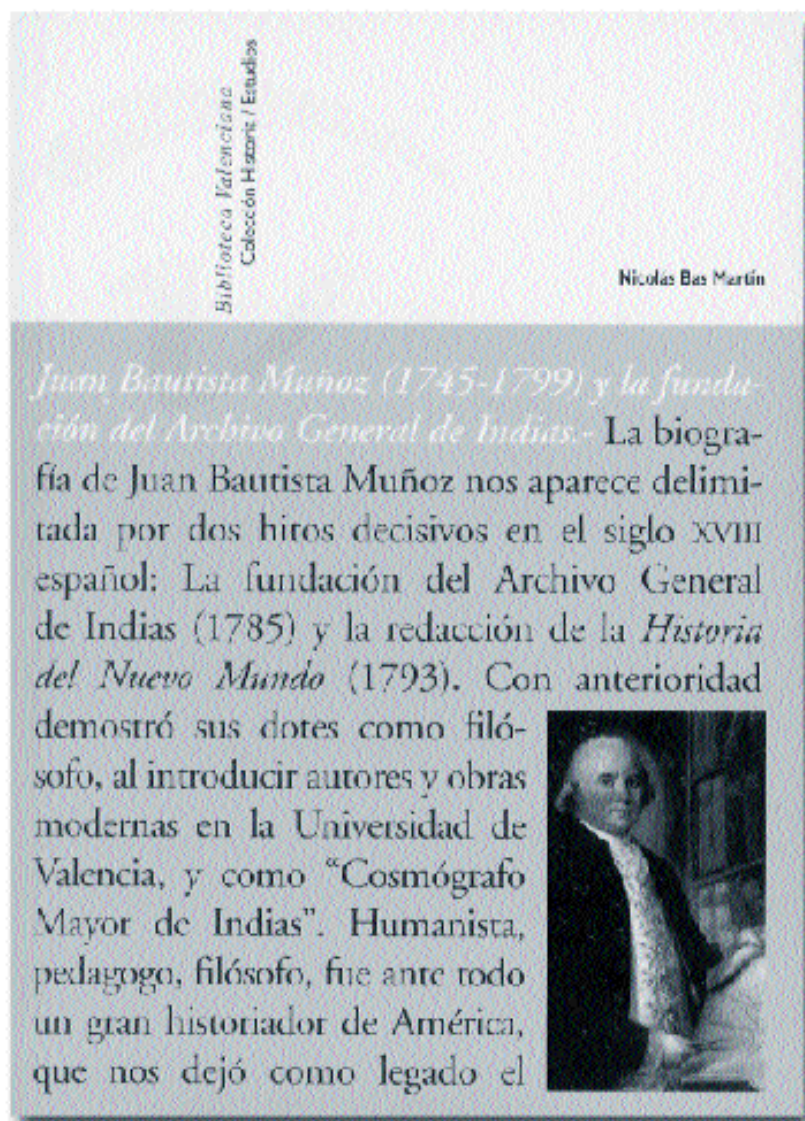 Biblioteca Valenciana
Colección Historia / Estudios
Nicolás Bas Martín
Juan Bautista Muñoz (1745-1799) y la funda-
ción del Archivo General de Indias.- La biogra-
fía de Juan Bautista Muñoz nos aparece delimi-
tada por dos hitos decisivos en el siglo XVIII
español: La fundación del Archivo General
de Indias (1785) y la redacción de la Historia
del Nuevo Mundo (1793). Con anterioridad
demostró sus dotes como filó-
sofo, al introducir autores y obras
modernas en la Universidad de
Valencia, y como “Cosmógrafo
Mayor de Indias”. Humanista,
pedagogo, filósofo, fue ante todo
un gran historiador de América,
que nos dejó como legado el